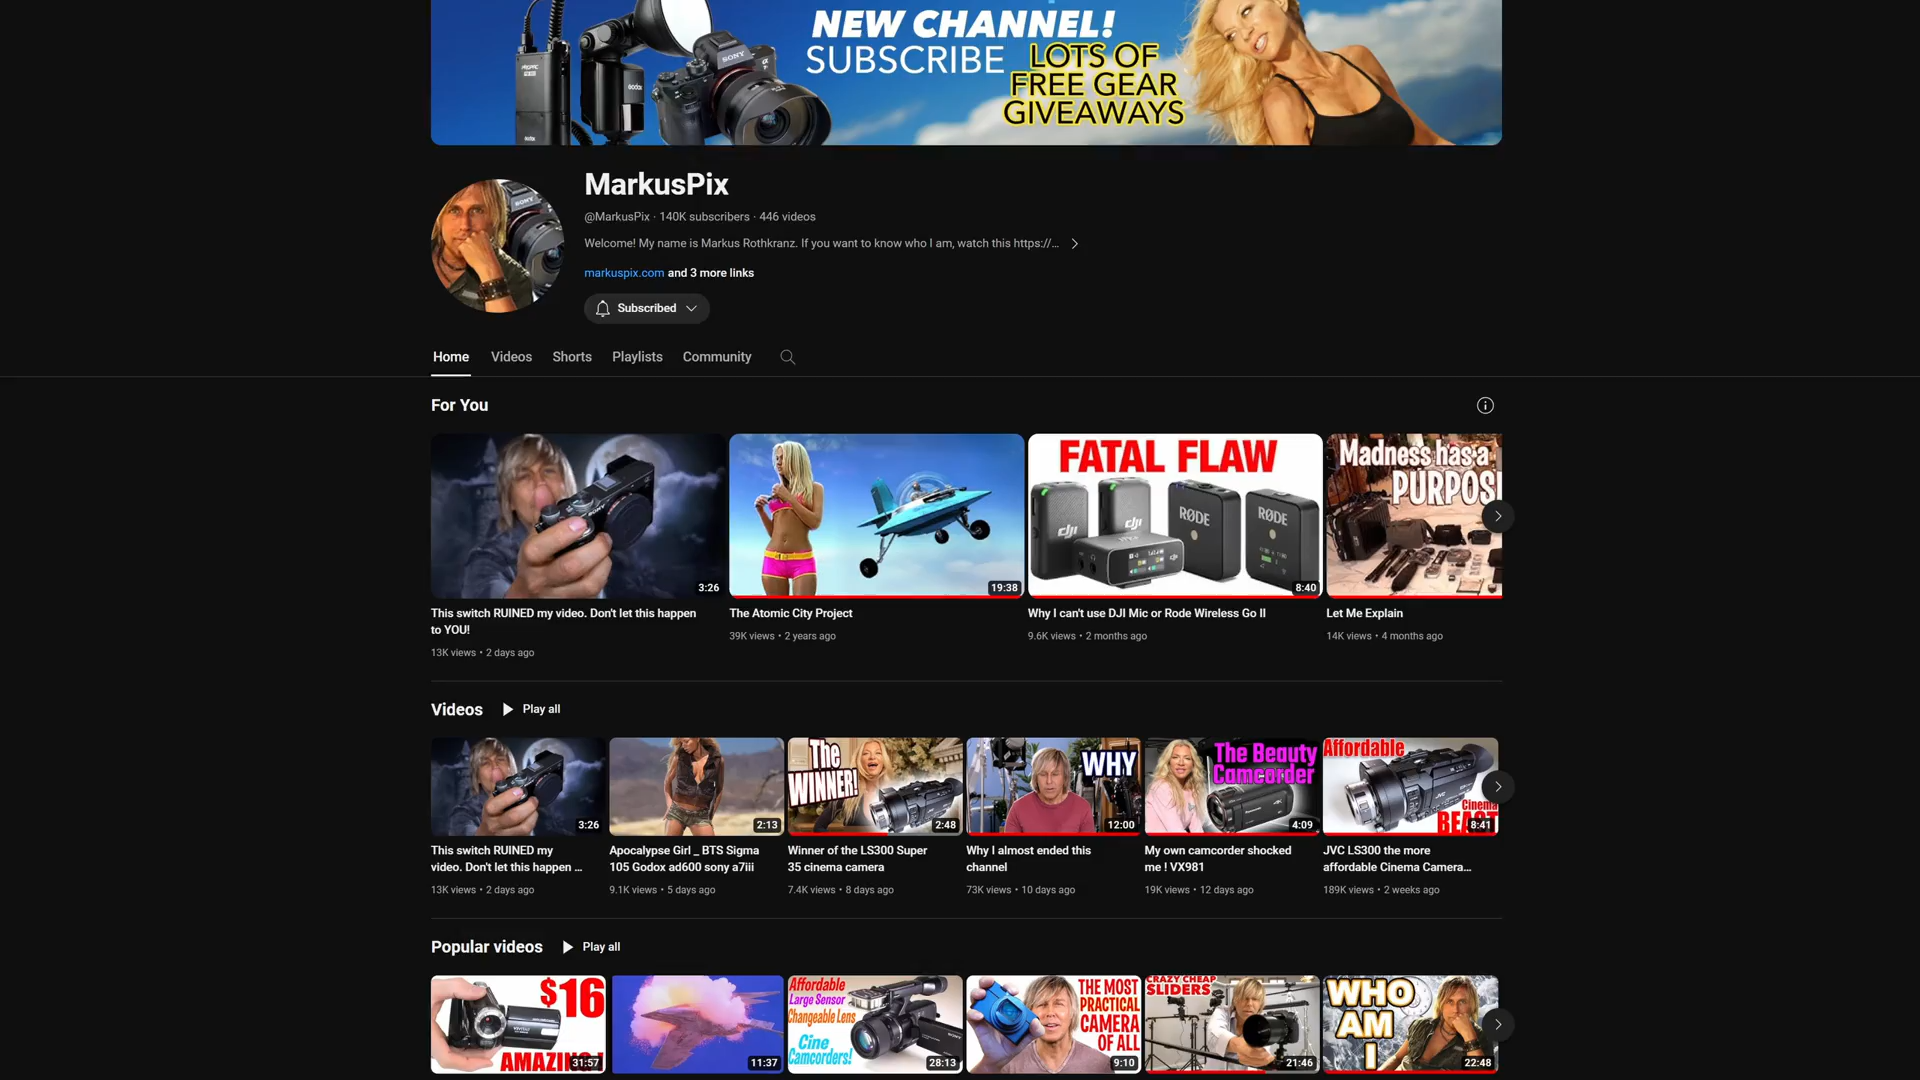 NEW CHANNEL!
SUBSCRIBE
LOTS OF
FREE GEAR
GIVEAWAYS
SONY
Godox
MarkusPix
@MarkusPix · 140K subscribers · 446 videos
Welcome! My name is Markus Rothkranz. If you want to know who I am, watch this https://...
markuspix.com and 3 more links
Subscribed
Home Videos Shorts Playlists Community
For You
3:26
19:38
FATAL FLAW
dji
dji
RØDE
RØDE
8:40
Madness has a
PURPOS
This switch RUINED my video. Don't let this happen
to YOU!
13K views • 2 days ago
The Atomic City Project
39K views • 2 years ago
Why I can't use DJI Mic or Rode Wireless Go II
9.6K views • 2 months ago
Let Me Explain
14K views • 4 months ago
Videos Play all
3:26
2:13
The
WINNER!
2:48
WHY
12:00
The Beauty
Camcorder
4:09
Affordable
JVC
Cinema
BEAST
8:41
This switch RUINED my
video. Don't let this happen ...
13K views • 2 days ago
Apocalypse Girl _ BTS Sigma
105 Godox ad600 sony a7iii
9.1K views • 5 days ago
Winner of the LS300 Super
35 cinema camera
7.4K views • 8 days ago
Why I almost ended this
channel
73K views • 10 days ago
My own camcorder shocked
me ! VX981
19K views • 12 days ago
JVC LS300 the more
affordable Cinema Camera...
189K views • 2 weeks ago
Popular videos Play all
$16
AMAZING
31:57
11:37
Affordable
Large Sensor
Changeable Lens
Cine
Camcorders!
28:13
THE MOST
PRACTICAL
CAMERA
OF ALL
9:10
CRAZY CHEAP
SLIDERS
21:46
WHO
AM
I
22:48